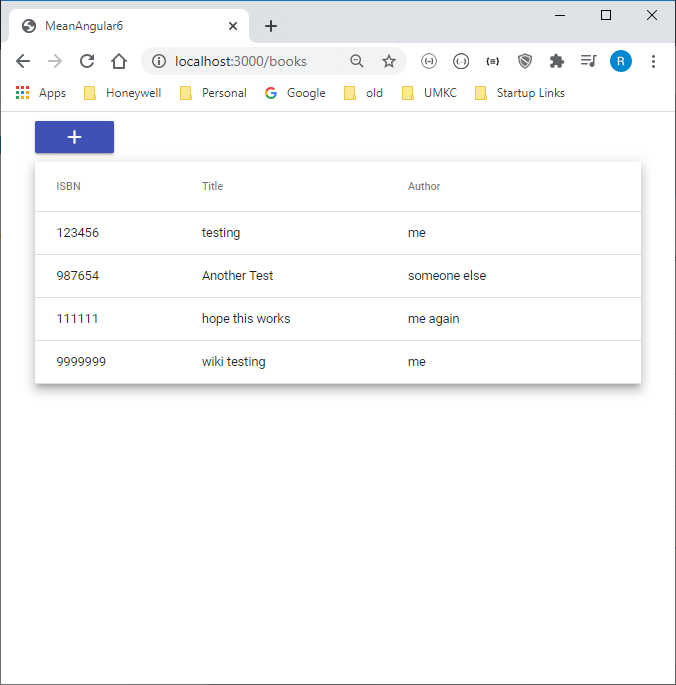 MeanAngular6
localhost:3000/books
R
Apps Honeywell Personal Google old UMKC Startup Links
+
ISBN Title Author
123456 testing me
987654 Another Test someone else
111111 hope this works me again
9999999 wiki testing me